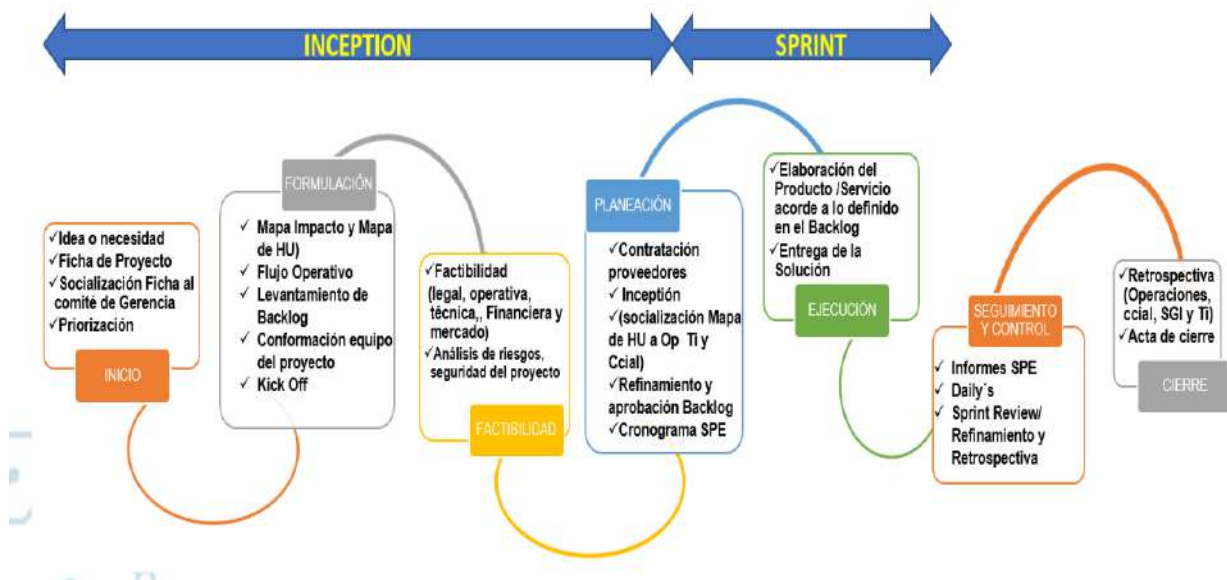 INCEPTION
SPRINT
✓Idea o necesidad
✓Ficha de Proyecto
✓Socialización Ficha al
comité de Gerencia
✓Priorización
INICIO
FORMULACIÓN
✓ Mapa Impacto y Mapa
de HU)
✓ Flujo Operativo
✓ Levantamiento de
Backlog
✓ Conformación equipo
del proyecto
✓ Kick Off
✓Factibilidad
(legal, operativa,
técnica,, Financiera y
mercado)
✓Análisis de riesgos,
seguridad del proyecto
FACTIBILIDAD
PLANEACIÓN
✓Contratación
proveedores
✓Inceptión
✓(socialización Mapa
de HU a Op Ti y
Ccial)
✓Refinamiento y
aprobación Backlog
✓Cronograma SPE
✓Elaboración del
Producto /Servicio
acorde a lo definido
en el Backlog
✓Entrega de la
Solución
EJECUCIÓN
SEGUIMIENTO
Y CONTROL
✓ Informes SPE
✓ Daily´s
✓ Sprint Review/
Refinamiento y
Retrospectiva
✓Retrospectiva
(Operaciones,
ccial, SGI y Ti)
✓Acta de cierre
CIERRE